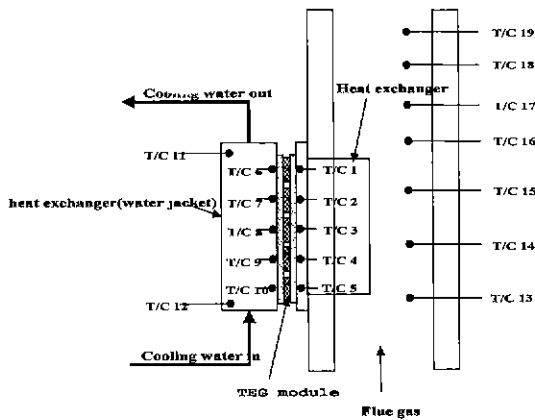 T/C 19
T/C 18
T/C 17
T/C 16
T/C 15
T/C 14
T/C 13
Cooling water out
Heat exchanger
T/C 11
T/C 6
T/C 7
T/C 8
T/C 9
T/C 10
T/C 12
T/C 1
T/C 2
T/C 3
T/C 4
T/C 5
heat exchanger(water jacket)
Cooling water in
TEG module
Flue gas